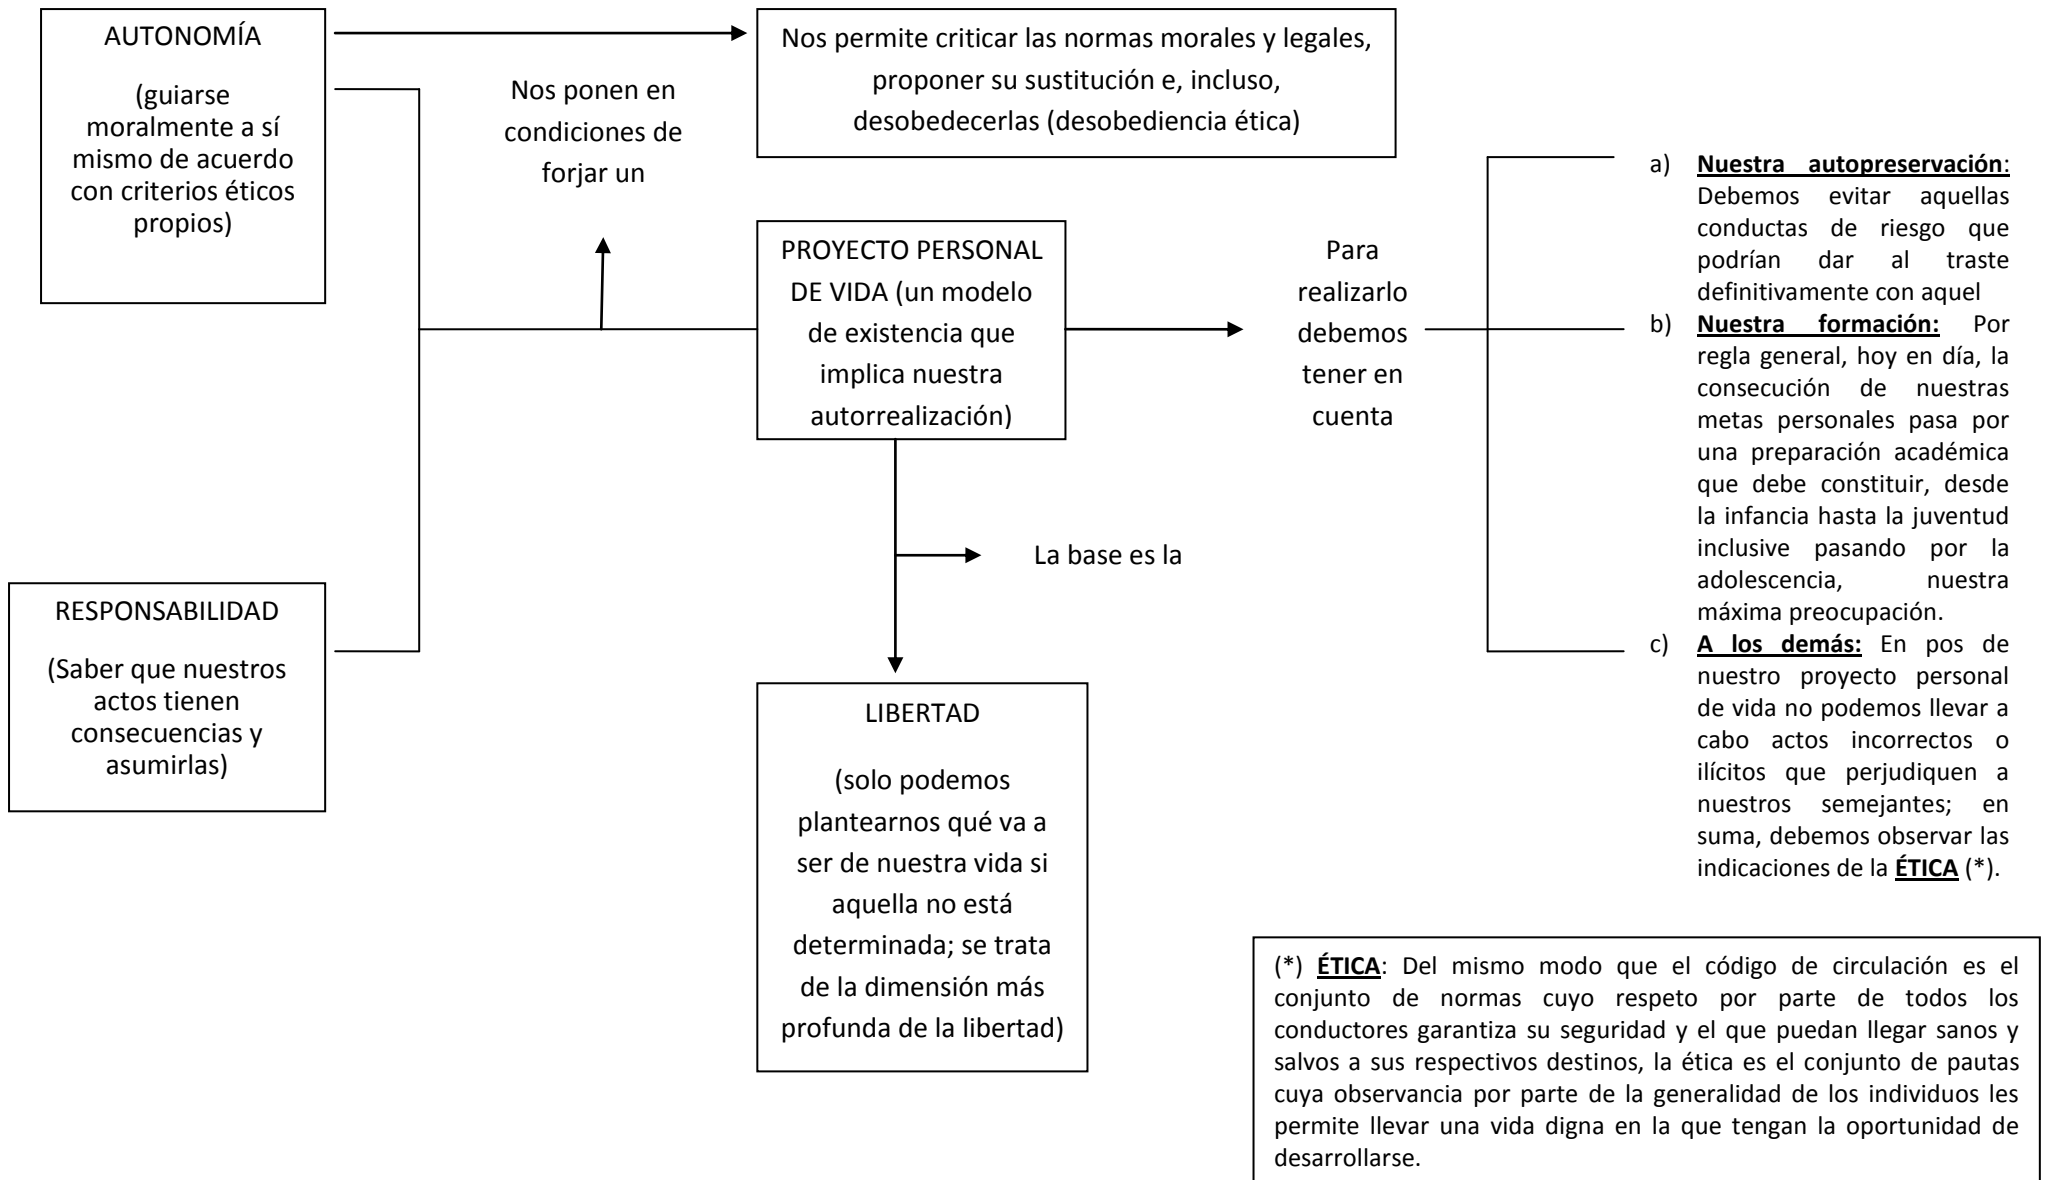 AUTONOMÍA
(guiarse
moralmente a sí
mismo de acuerdo
con criterios éticos
propios)
Nos ponen en
condiciones de
forjar un
Nos permite criticar las normas morales y legales,
proponer su sustitución e, incluso,
desobedecerlas (desobediencia ética)
RESPONSABILIDAD
(Saber que nuestros
actos tienen
consecuencias y
asumirlas)
PROYECTO PERSONAL
DE VIDA (un modelo
de existencia que
implica nuestra
autorrealización)
La base es la
LIBERTAD
(solo podemos
plantearnos qué va a
ser de nuestra vida si
aquella no está
determinada; se trata
de la dimensión más
profunda de la libertad)
Para
realizarlo
debemos
tener en
cuenta
a) Nuestra autopreservación:
Debemos evitar aquellas
conductas de riesgo que
podrían dar al traste
definitivamente con aquel
b) Nuestra formación: Por
regla general, hoy en día, la
consecución de nuestras
metas personales pasa por
una preparación académica
que debe constituir, desde
la infancia hasta la juventud
inclusive pasando por la
adolescencia, nuestra
máxima preocupación.
c) A los demás: En pos de
nuestro proyecto personal
de vida no podemos llevar a
cabo actos incorrectos o
ilícitos que perjudiquen a
nuestros semejantes; en
suma, debemos observar las
indicaciones de la ÉTICA (*).
(*) ÉTICA: Del mismo modo que el código de circulación es el
conjunto de normas cuyo respeto por parte de todos los
conductores garantiza su seguridad y el que puedan llegar sanos y
salvos a sus respectivos destinos, la ética es el conjunto de pautas
cuya observancia por parte de la generalidad de los individuos les
permite llevar una vida digna en la que tengan la oportunidad de
desarrollarse.